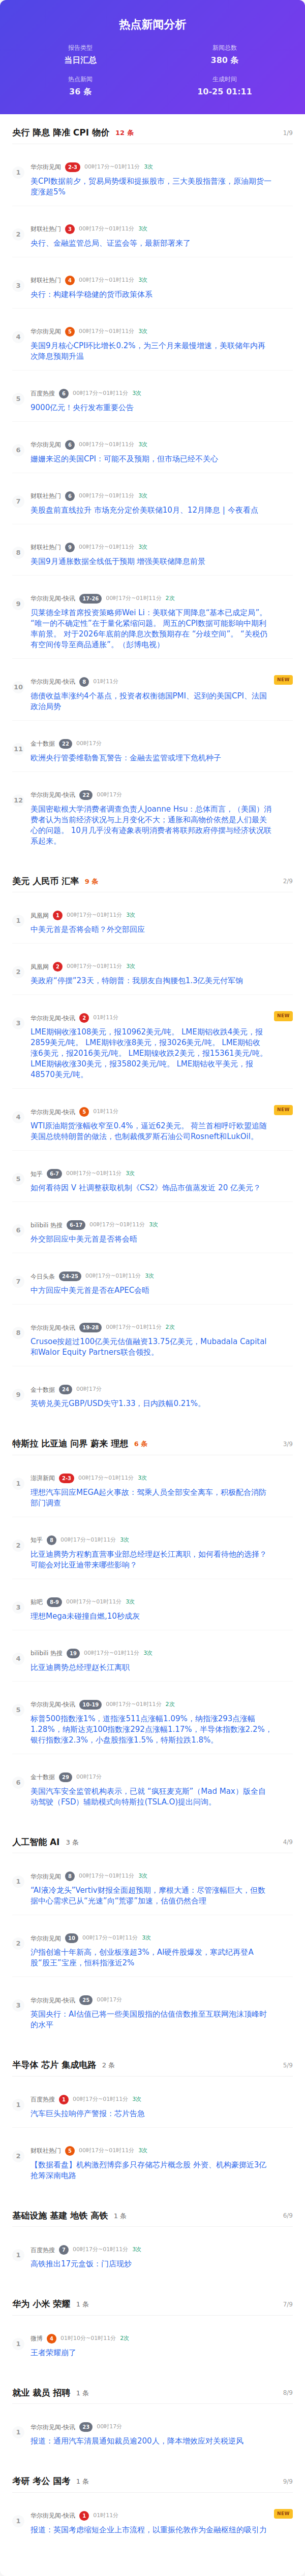 热点新闻分析
报告类型
当日汇总
新闻总数
380 条
热点新闻
36 条
生成时间
10-25 01:11
央行 降息 降准 CPI 物价 12 条 1/9
1
华尔街见闻 2-3 00时17分~01时11分 3次
美CPI数据前夕，贸易局势缓和提振股市，三大美股指普涨，原油期货一
度涨超5%
2
财联社热门 3 00时17分~01时11分 3次
央行、金融监管总局、证监会等，最新部署来了
3
财联社热门 4 00时17分~01时11分 3次
央行：构建科学稳健的货币政策体系
4
华尔街见闻 5 00时17分~01时11分 3次
美国9月核心CPI环比增长0.2%，为三个月来最慢增速，美联储年内再
次降息预期升温
5
百度热搜 6 00时17分~01时11分 3次
9000亿元！央行发布重要公告
6
华尔街见闻 6 00时17分~01时11分 3次
姗姗来迟的美国CPI：可能不及预期，但市场已经不关心
7
财联社热门 6 00时17分~01时11分 3次
美股盘前直线拉升 市场充分定价美联储10月、12月降息 | 今夜看点
8
财联社热门 9 00时17分~01时11分 3次
美国9月通胀数据全线低于预期 增强美联储降息前景
9
华尔街见闻-快讯 17-26 00时17分~01时11分 2次
贝莱德全球首席投资策略师Wei Li：美联储下周降息“基本已成定局”。
“唯一的不确定性”在于量化紧缩问题。 周五的CPI数据可能影响中期利
率前景。 对于2026年底前的降息次数预期存在 “分歧空间”。 “关税仍
有空间传导至商品通胀”。（彭博电视）
10
华尔街见闻-快讯 8 01时11分 NEW
德债收益率涨约4个基点，投资者权衡德国PMI、迟到的美国CPI、法国
政治局势
11
金十数据 22 00时17分
欧洲央行管委维勒鲁瓦警告：金融去监管或埋下危机种子
12
华尔街见闻-快讯 22 00时17分
美国密歇根大学消费者调查负责人Joanne Hsu：总体而言，（美国）消
费者认为当前经济状况与上月变化不大；通胀和高物价依然是人们最关
心的问题。 10月几乎没有迹象表明消费者将联邦政府停摆与经济状况联
系起来。
美元 人民币 汇率 9 条 2/9
1
凤凰网 1 00时17分~01时11分 3次
中美元首是否将会晤？外交部回应
2
凤凰网 2 00时17分~01时11分 3次
美政府“停摆”23天，特朗普：我朋友自掏腰包1.3亿美元付军饷
3
华尔街见闻-快讯 2 01时11分 NEW
LME期铜收涨108美元，报10962美元/吨。 LME期铝收跌4美元，报
2859美元/吨。 LME期锌收涨8美元，报3026美元/吨。 LME期铅收
涨6美元，报2016美元/吨。 LME期镍收跌2美元，报15361美元/吨。
LME期锡收涨30美元，报35802美元/吨。 LME期钴收平美元，报
48570美元/吨。
4
华尔街见闻-快讯 5 01时11分 NEW
WTI原油期货涨幅收窄至0.4%，逼近62美元。 荷兰首相呼吁欧盟追随
美国总统特朗普的做法，也制裁俄罗斯石油公司Rosneft和LukOil。
5
知乎 6-7 00时17分~01时11分 3次
如何看待因 V 社调整获取机制《CS2》饰品市值蒸发近 20 亿美元？
6
bilibili 热搜 6-17 00时17分~01时11分 3次
外交部回应中美元首是否将会晤
7
今日头条 24-25 00时17分~01时11分 3次
中方回应中美元首是否在APEC会晤
8
华尔街见闻-快讯 19-28 00时17分~01时11分 2次
Crusoe按超过100亿美元估值融资13.75亿美元，Mubadala Capital
和Walor Equity Partners联合领投。
9
金十数据 24 00时17分
英镑兑美元GBP/USD失守1.33，日内跌幅0.21%。
特斯拉 比亚迪 问界 蔚来 理想 6 条 3/9
1
澎湃新闻 2-3 00时17分~01时11分 3次
理想汽车回应MEGA起火事故：驾乘人员全部安全离车，积极配合消防
部门调查
2
知乎 8 00时17分~01时11分 3次
比亚迪腾势方程豹直营事业部总经理赵长江离职，如何看待他的选择？
可能会对比亚迪带来哪些影响？
3
贴吧 8-9 00时17分~01时11分 3次
理想Mega未碰撞自燃,10秒成灰
4
bilibili 热搜 19 00时17分~01时11分 3次
比亚迪腾势总经理赵长江离职
5
华尔街见闻-快讯 10-19 00时17分~01时11分 2次
标普500指数涨1%，道指涨511点涨幅1.09%，纳指涨293点涨幅
1.28%，纳斯达克100指数涨292点涨幅1.17%，半导体指数涨2.2%，
银行指数涨2.3%，小盘股指涨1.5%，特斯拉跌1.8%。
6
金十数据 29 00时17分
美国汽车安全监管机构表示，已就 “疯狂麦克斯”（Mad Max）版全自
动驾驶（FSD）辅助模式向特斯拉(TSLA.O)提出问询。
人工智能 AI 3 条 4/9
1
华尔街见闻 8 00时17分~01时11分 3次
“AI液冷龙头”Vertiv财报全面超预期，摩根大通：尽管涨幅巨大，但数
据中心需求已从“光速”向“荒谬”加速，估值仍然合理
2
华尔街见闻 10 00时17分~01时11分 3次
沪指创逾十年新高，创业板涨超3%，AI硬件股爆发，寒武纪再登A
股“股王”宝座，恒科指涨近2%
3
华尔街见闻-快讯 25 00时17分
英国央行：AI估值已将一些美国股指的估值倍数推至互联网泡沫顶峰时
的水平
半导体 芯片 集成电路 2 条 5/9
1
百度热搜 1 00时17分~01时11分 3次
汽车巨头拉响停产警报：芯片告急
2
财联社热门 5 00时17分~01时11分 3次
【数据看盘】机构激烈博弈多只存储芯片概念股 外资、机构豪掷近3亿
抢筹深南电路
基础设施 基建 地铁 高铁 1 条 6/9
1
百度热搜 7 00时17分~01时11分 3次
高铁推出17元盒饭：门店现炒
华为 小米 荣耀 1 条 7/9
1
微博 4 01时10分~01时11分 2次
王者荣耀崩了
就业 裁员 招聘 1 条 8/9
1
华尔街见闻-快讯 23 00时17分
报道：通用汽车清晨通知裁员逾200人，降本增效应对关税逆风
考研 考公 国考 1 条 9/9
1
华尔街见闻-快讯 1 01时11分 NEW
报道：英国考虑缩短企业上市流程，以重振伦敦作为金融枢纽的吸引力